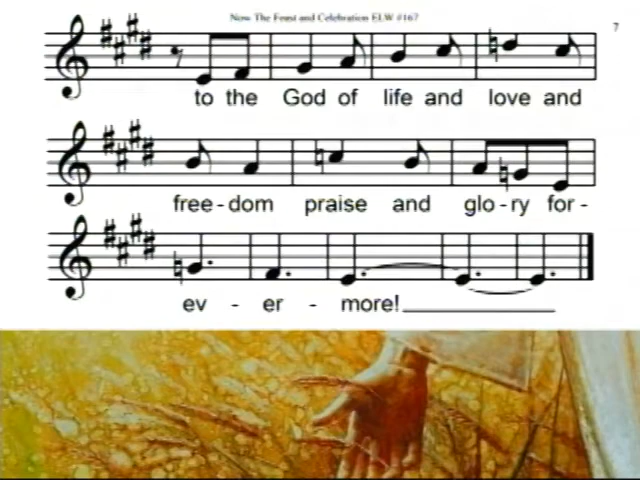 Now The Feast and Celebration ELW #167
7
to the God of life and love and
free - dom praise and glo - ry for -
ev - er - more!